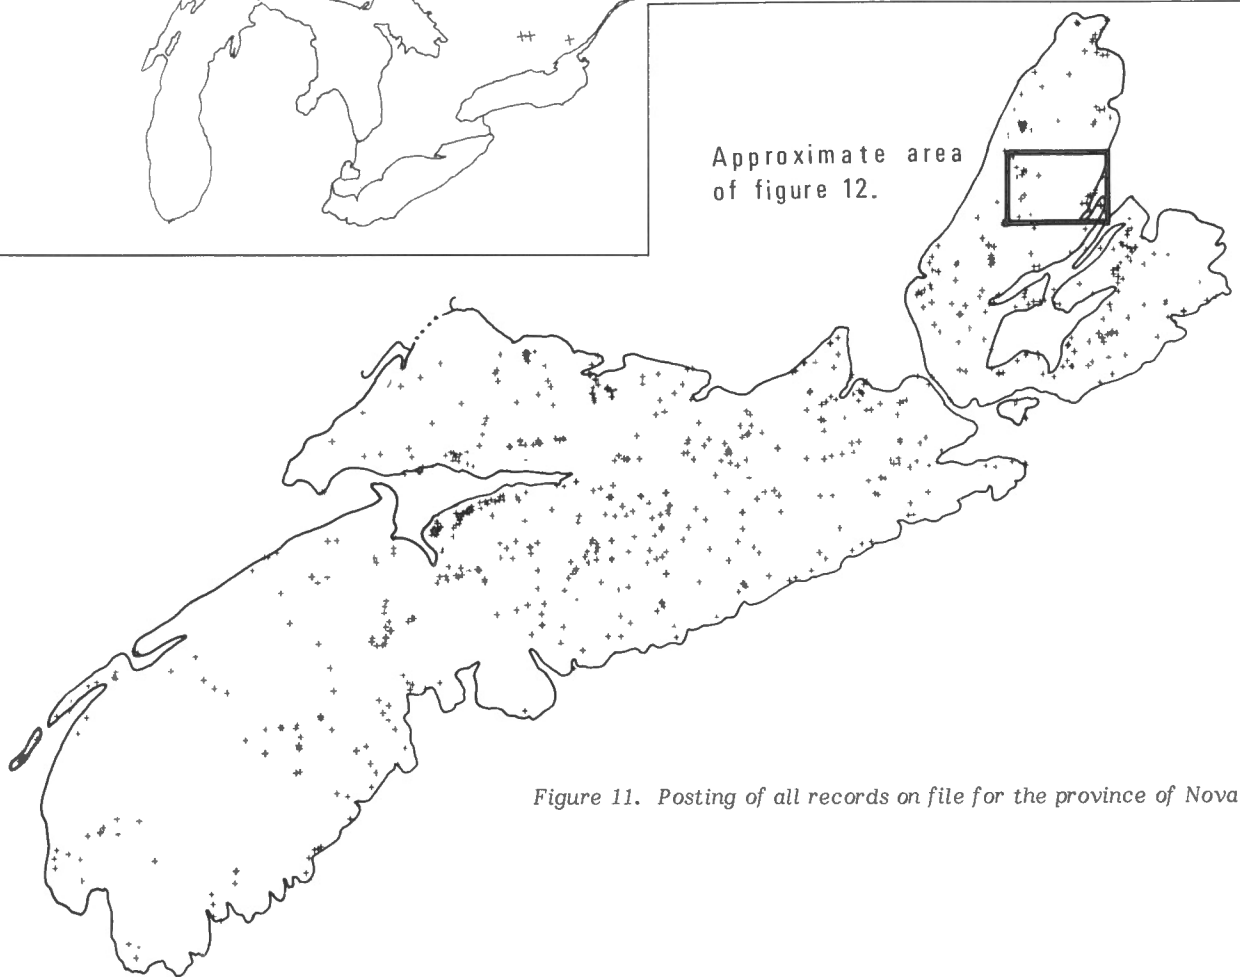 Approximate area
of figure 12.
Figure 11. Posting of all records on file for the province of Nova